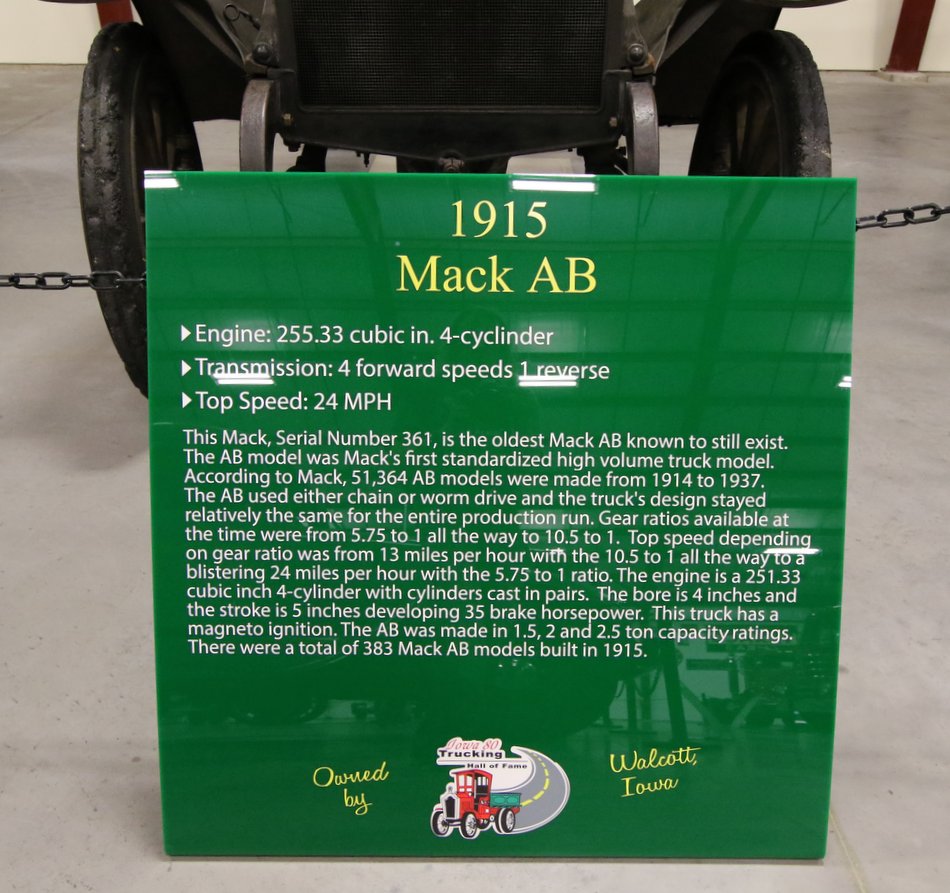 1915
Mack AB
Engine: 255.33 cubic in. 4-cyclinder
Transmission: 4 forward speeds 1 reverse
Top Speed: 24 MPH
This Mack, Serial Number 361, is the oldest Mack AB known to still exist.
The AB model was Mack's first standardized high volume truck model.
According to Mack, 51,364 AB models were made from 1914 to 1937.
The AB used either chain or worm drive and the truck's design stayed
relatively the same for the entire production run. Gear ratios available at
the time were from 5.75 to 1 all the way to 10.5 to 1. Top speed depending
on gear ratio was from 13 miles per hour with the 10.5 to 1 all the way to a
blistering 24 miles per hour with the 5.75 to 1 ratio. The engine is a 251.33
cubic inch 4-cylinder with cylinders cast in pairs. The bore is 4 inches and
the stroke is 5 inches developing 35 brake horsepower. This truck has a
magneto ignition. The AB was made in 1.5, 2 and 2.5 ton capacity ratings.
There were a total of 383 Mack AB models built in 1915.
Owned
by
Iowa 80
Trucking
Hall of Fame
Walcott,
Iowa